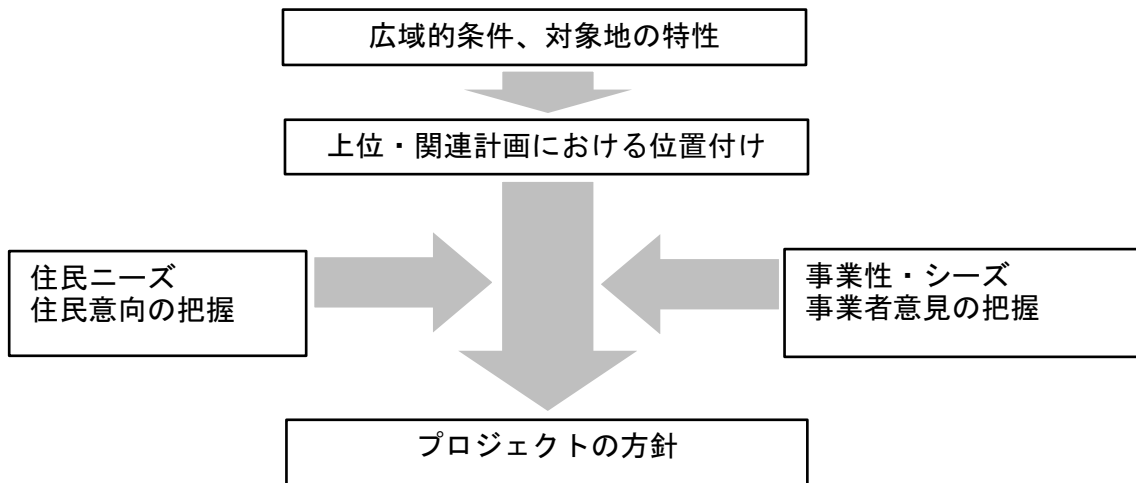 広域的条件、対象地の特性
上位・関連計画における位置付け
住民ニーズ
住民意向の把握
事業性・シーズ
事業者意見の把握
プロジェクトの方針